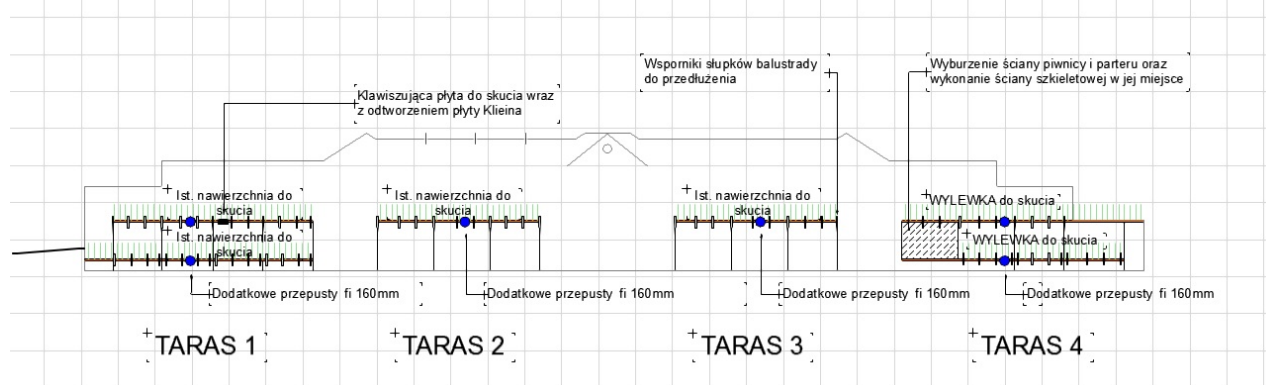 Wsporniki słupków balustrady
do przedłużenia
Wyburzenie ściany piwnicy i parteru oraz
wykonanie ściany szkieletowej w jej miejsce
Klawiszująca płyta do skucia wraz
z odtworzeniem płyty Klieina
Ist. nawierzchnia do
skucia
Ist. nawierzchnia do
skucia
Ist. nawierzchnia do
skucia
WYLEWKA do skucia
Ist. nawierzchnia do
skucia
WYLEWKA do skucia
Dodatkowe przepusty fi 160mm
Dodatkowe przepusty fi 160mm
Dodatkowe przepusty fi 160mm
Dodatkowe przepusty fi 160mm
TARAS 1
TARAS 2
TARAS 3
TARAS 4